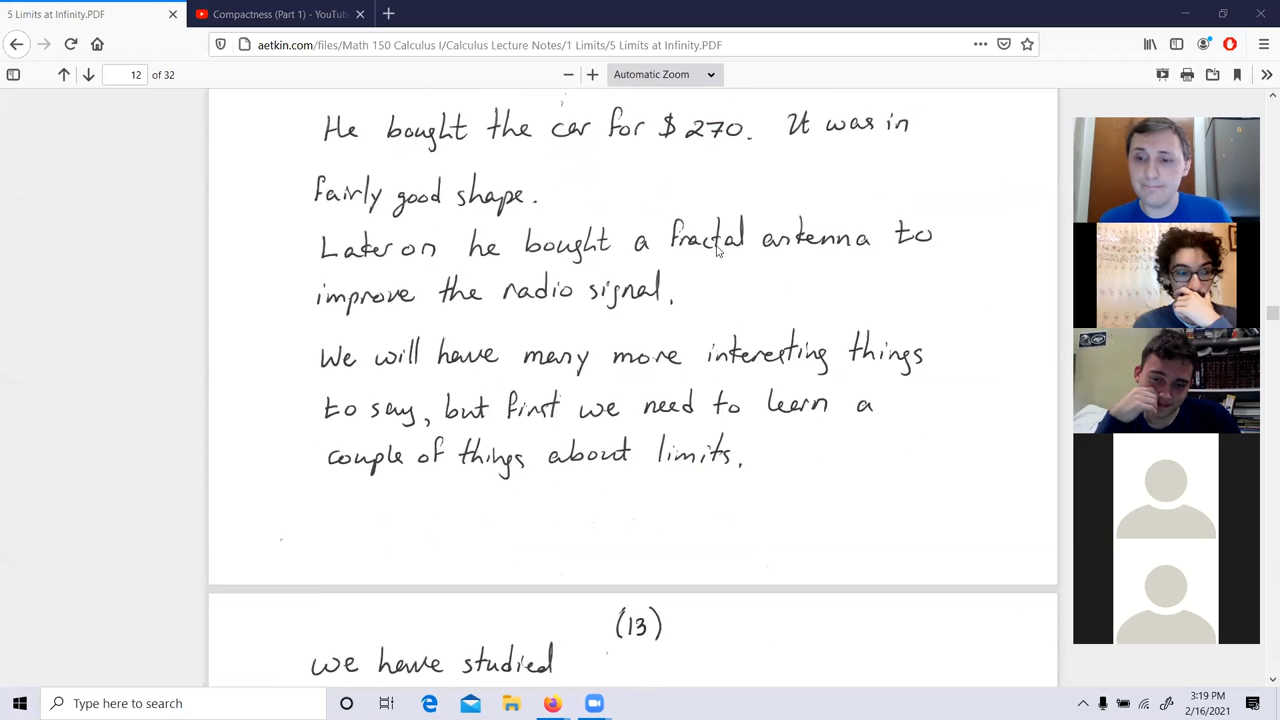 5 Limits at Infinity.PDF
Compactness (Part 1) - YouTub
aetkin.com/files/Math 150 Calculus I/Calculus Lecture Notes/1 Limits/5 Limits at Infinity.PDF
12 of 32
Automatic Zoom
He bought the car for $270. It was in
fairly good shape.
Later on he bought a fractal antenna to
improve the radio signal.
We will have many more interesting things
to say, but first we need to learn a
couple of things about limits.
(13)
we have studied
Type here to search
3:19 PM
2/16/2021